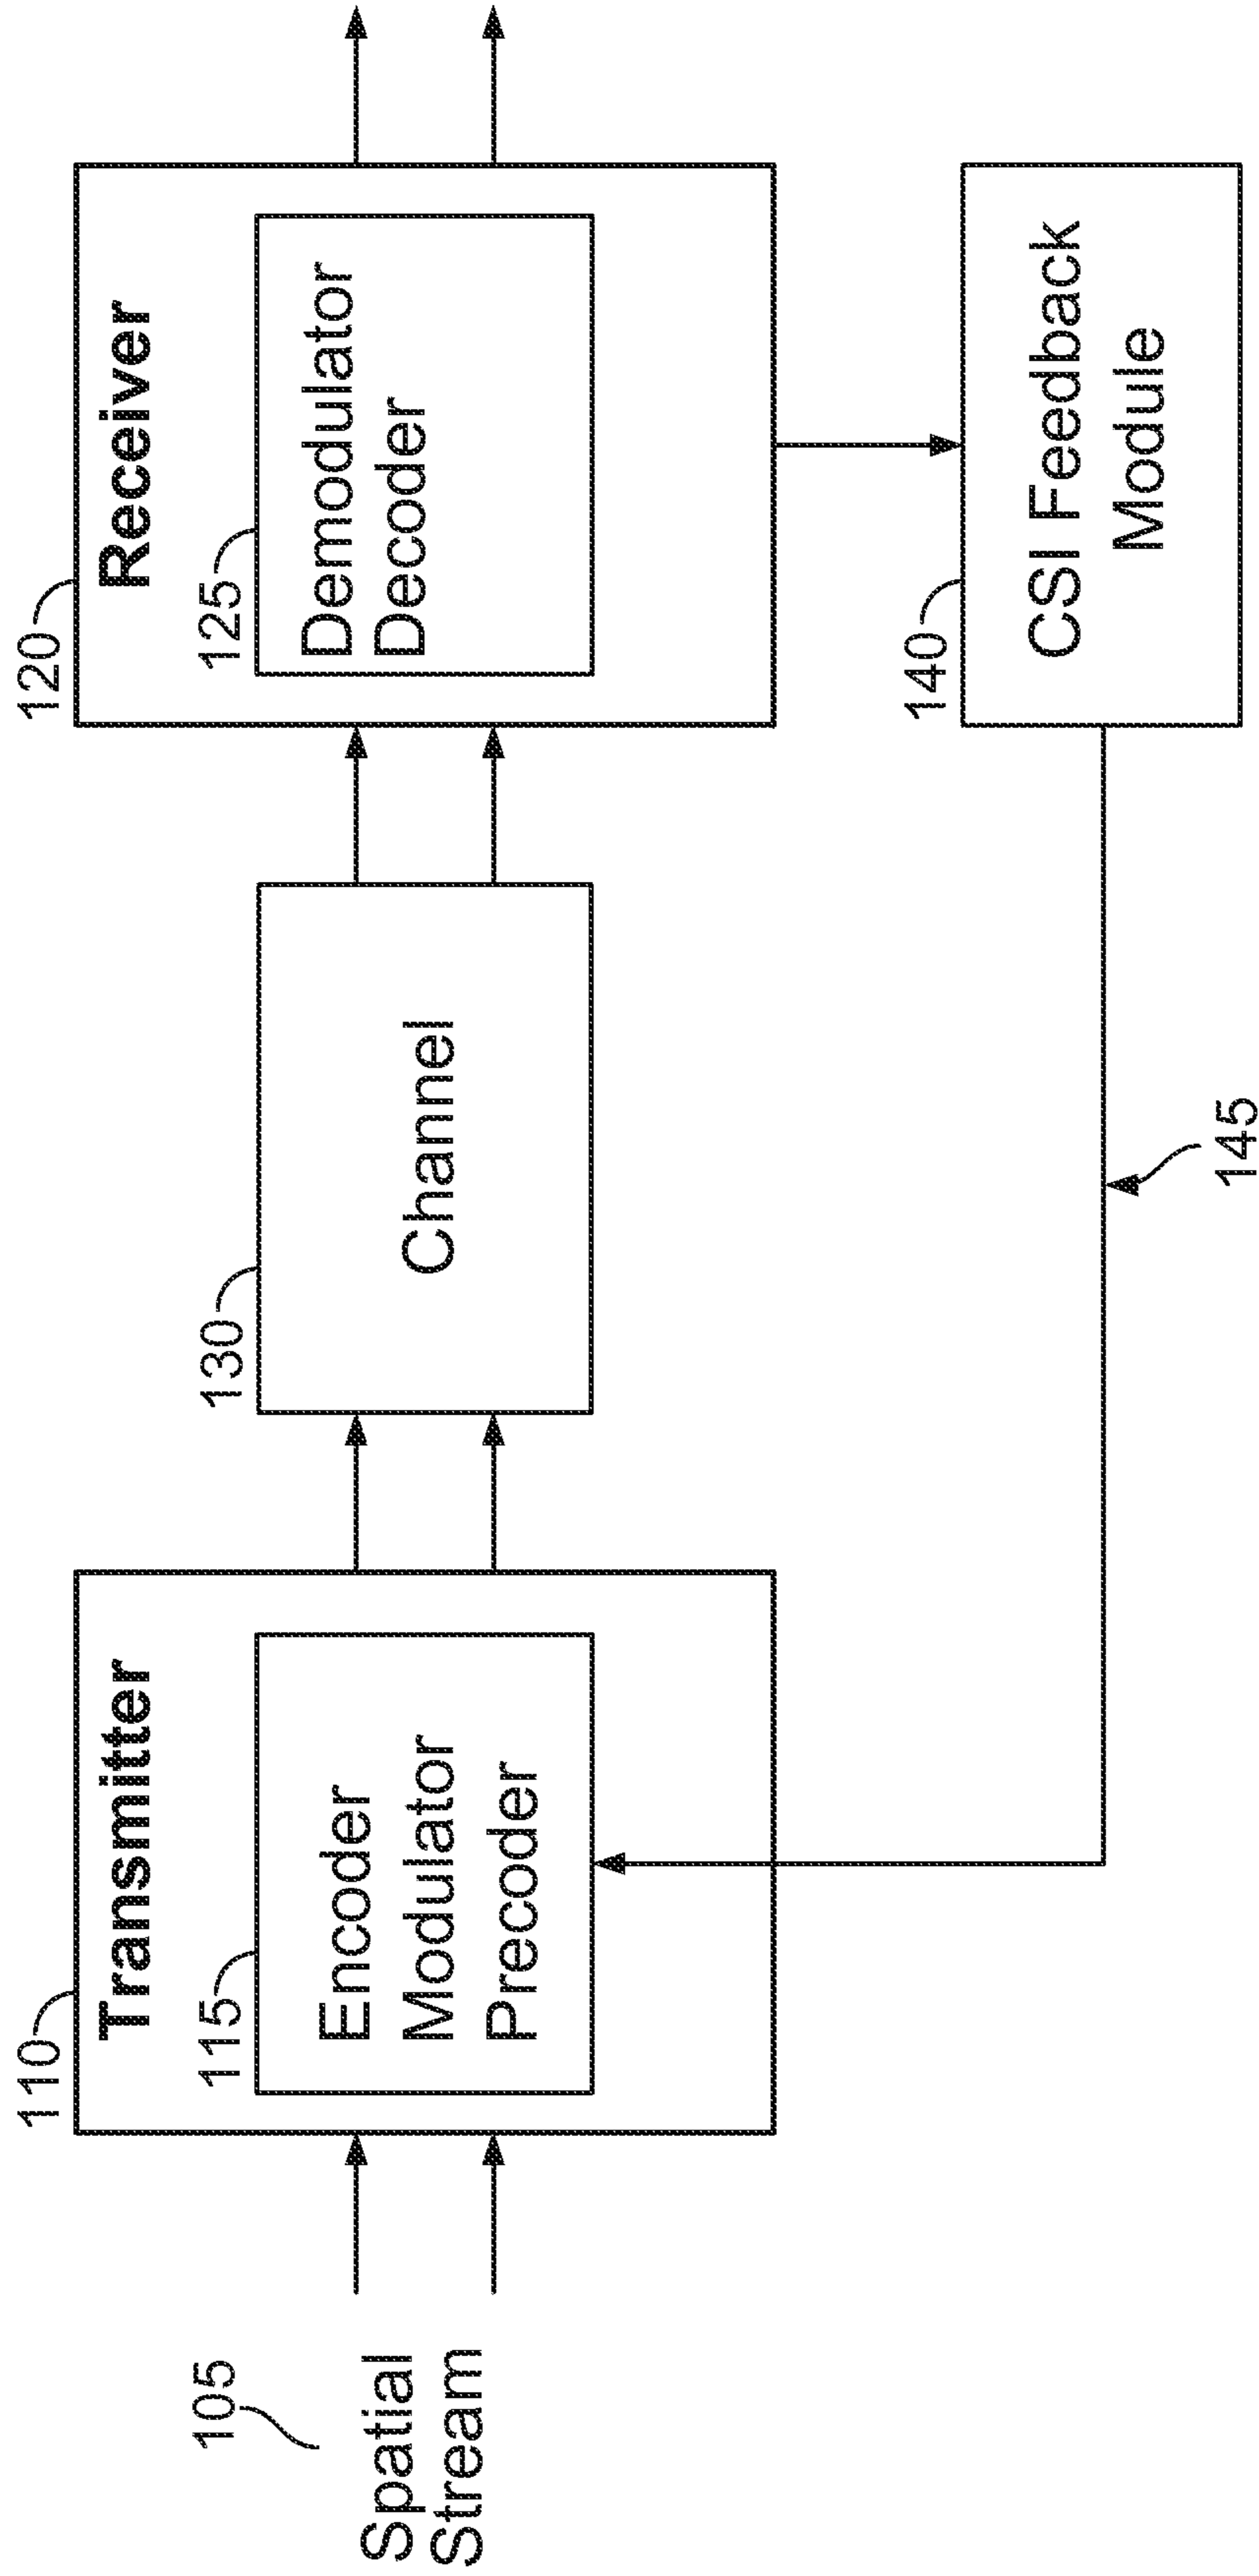 105
Spatial
Stream
110
Transmitter
115
Encoder
Modulator
Precoder
130
Channel
120
Receiver
125
Demodulator
Decoder
140
CSI Feedback
Module
145